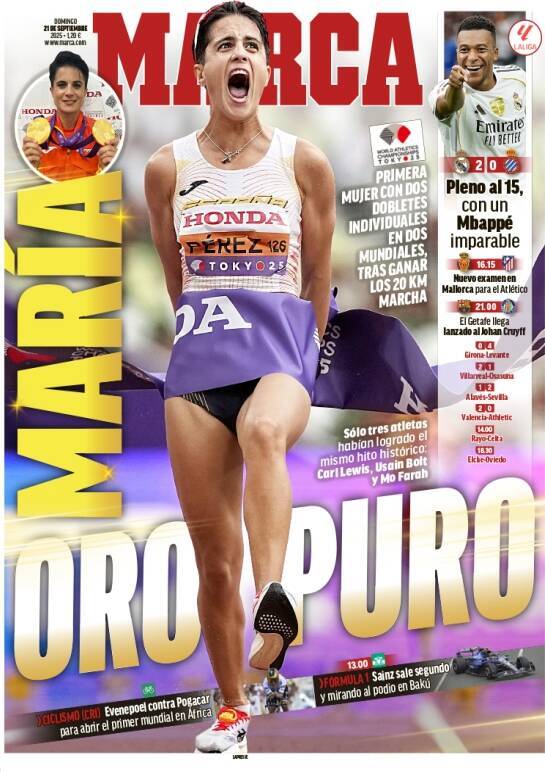 DOMINGO
21 DE SEPTIEMBRE
2025 · 1,20 €
www.marca.com
MARCA
LALIGA
HONDA
Emirates
FLY BETTER
WORLD ATHLETICS
CHAMPIONSHIPS
TOKYO 25
PRIMERA
MUJER CON DOS
DOBLETES
INDIVIDUALES
EN DOS
MUNDIALES,
TRAS GANAR
LOS 20 KM
MARCHA
ESPAÑA
HONDA
PÉREZ 126
TOKYO 25
2 0
Pleno al 15,
con un
Mbappé
imparable
16.15
Nuevo examen en
Mallorca para el Atlético
21.00
El Getafe llega
lanzado al Johan Cruyff
0 4
Girona-Levante
2 1
Villarreal-Osasuna
1 2
Alavés-Sevilla
2 0
Valencia-Athletic
14.00
Rayo-Celta
18.30
Elche-Oviedo
MARÍA
Sólo tres atletas
habían logrado el
mismo hito histórico:
Carl Lewis, Usain Bolt
y Mo Farah
ORO PURO
CICLISMO (CRI) Evenepoel contra Pogacar
para abrir el primer mundial en África
13.00
FÓRMULA 1 Sainz sale segundo
y mirando al podio en Bakú